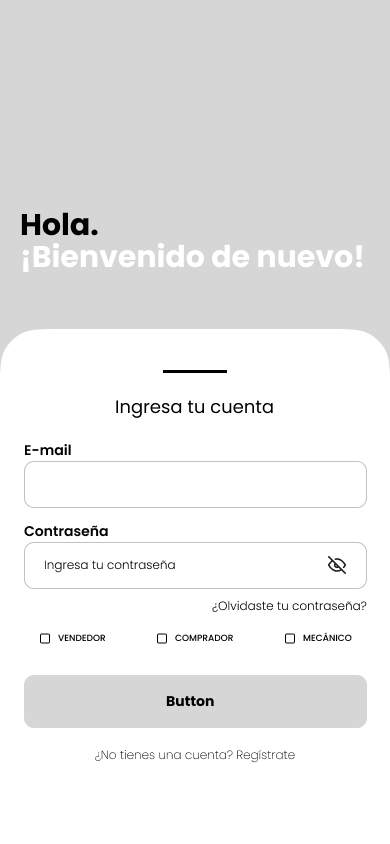 Hola.
¡Bienvenido de nuevo!
Ingresa tu cuenta
E-mail
Contraseña
Ingresa tu contraseña
¿Olvidaste tu contraseña?
VENDEDOR COMPRADOR MECÁNICO
Button
¿No tienes una cuenta? Regístrate